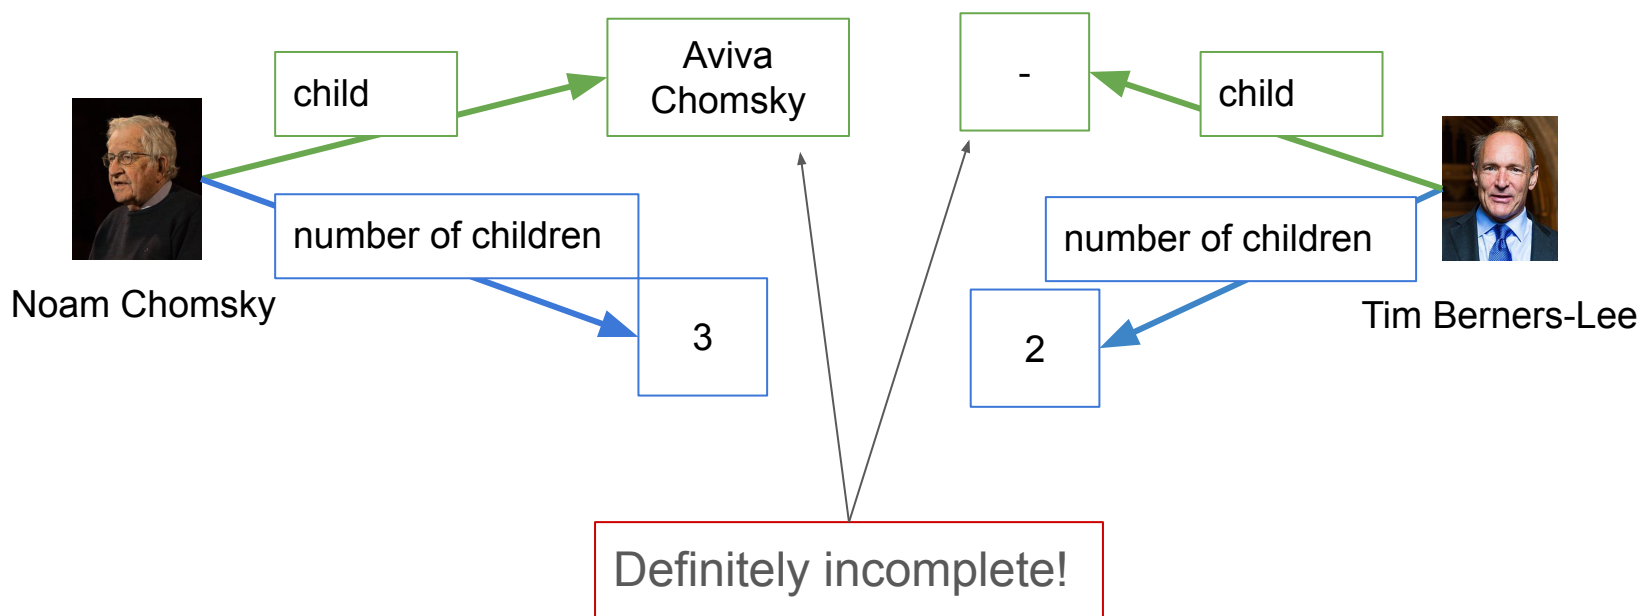 child
Aviva
Chomsky
-
child
number of children
number of children
Noam Chomsky
3
2
Tim Berners-Lee
Definitely incomplete!